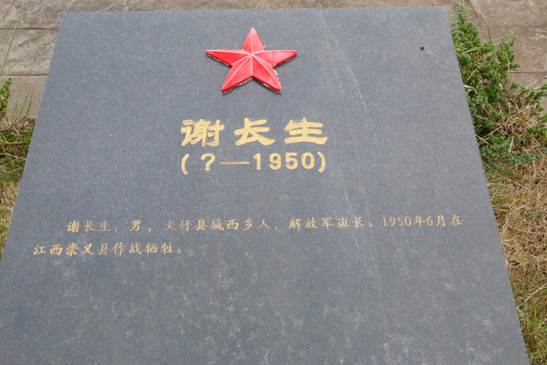 谢长生
(?—1950)
谢长生，男，大竹县城西乡人，解放军班长。1950年6月在
江西崇义县作战牺牲。